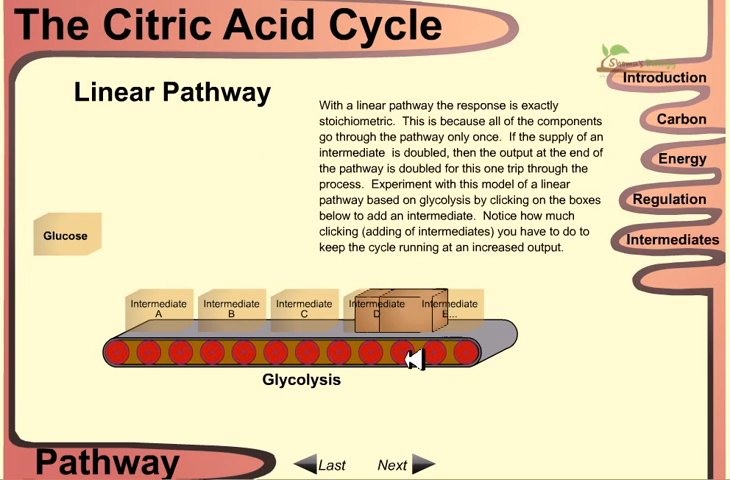 The Citric Acid Cycle
Linear Pathway
With a linear pathway the response is exactly
stoichiometric. This is because all of the components
go through the pathway only once. If the supply of an
intermediate is doubled, then the output at the end of
the pathway is doubled for this one trip through the
process. Experiment with this model of a linear
pathway based on glycolysis by clicking on the boxes
below to add an intermediate. Notice how much
clicking (adding of intermediates) you have to do to
keep the cycle running at an increased output.
Introduction
Carbon
Energy
Regulation
Intermediates
Glucose
Intermediate
A
Intermediate
B
Intermediate
C
Intermediate
D
Intermediate
E...
Glycolysis
Pathway
Last
Next